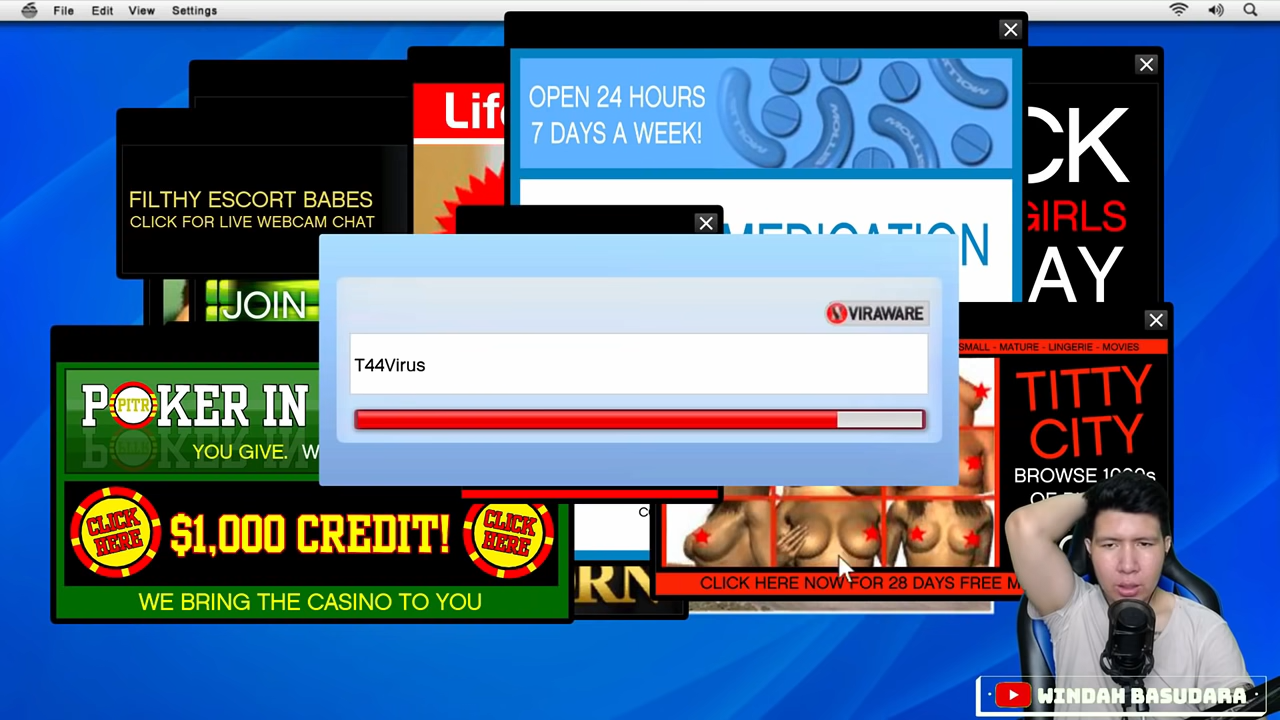 File Edit View Settings
OPEN 24 HOURS
7 DAYS A WEEK!
MEDICATION
FILTHY ESCORT BABES
CLICK FOR LIVE WEBCAM CHAT
JOIN
GIRLS
VIRAWARE
T44Virus
SMALL - MATURE - LINGERIE - MOVIES
TITTY
CITY
BROWSE 1000s
POKER IN
PITR
YOU GIVE.
CLICK
HERE
$1,000 CREDIT!
CLICK
HERE
WE BRING THE CASINO TO YOU
CLICK HERE NOW FOR 28 DAYS FREE
WINDAH BASUDARA